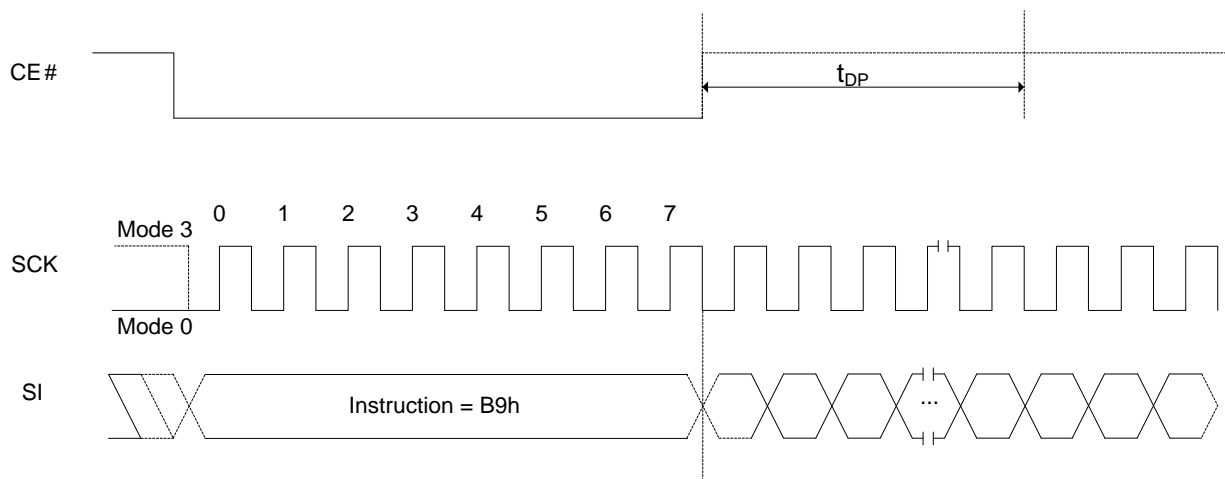 CE#
tDP
0 1 2 3 4 5 6 7
Mode 3
SCK
Mode 0
SI
Instruction = B9h
...